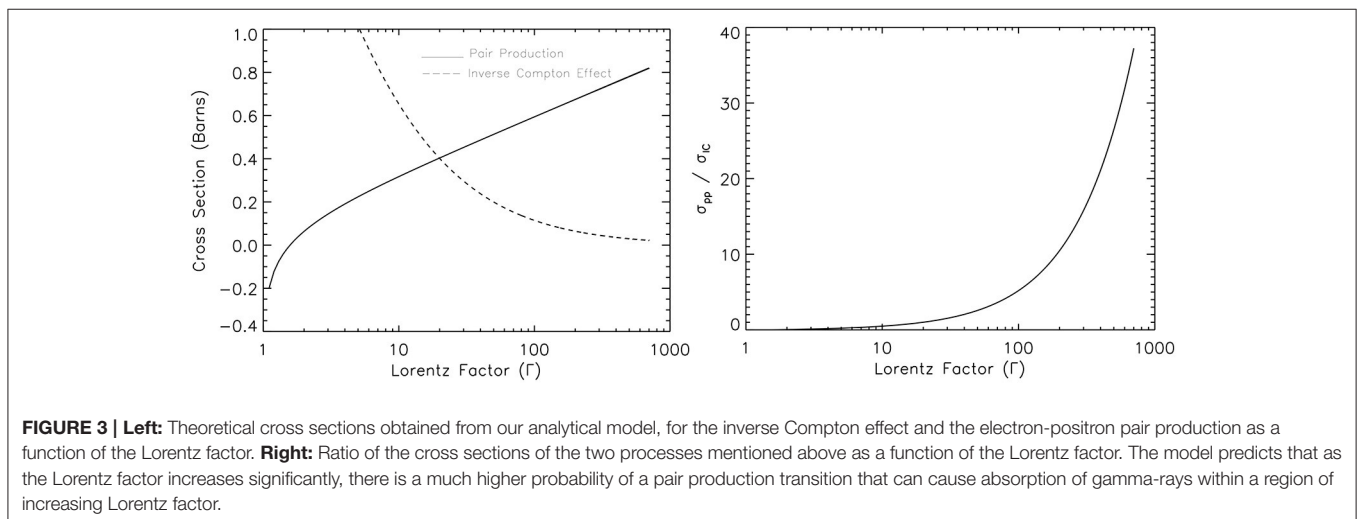 1.0
0.8
0.6
0.4
0.2
0.0
−0.2
−0.4
Cross Section (Barns)
Pair Production
Inverse Compton Effect
1 10 100 1000
Lorentz Factor (Γ)
40
30
20
10
0
σpp / σIC
1 10 100 1000
Lorentz Factor (Γ)
FIGURE 3 | Left: Theoretical cross sections obtained from our analytical model, for the inverse Compton effect and the electron-positron pair production as a
function of the Lorentz factor. Right: Ratio of the cross sections of the two processes mentioned above as a function of the Lorentz factor. The model predicts that as
the Lorentz factor increases significantly, there is a much higher probability of a pair production transition that can cause absorption of gamma-rays within a region of
increasing Lorentz factor.